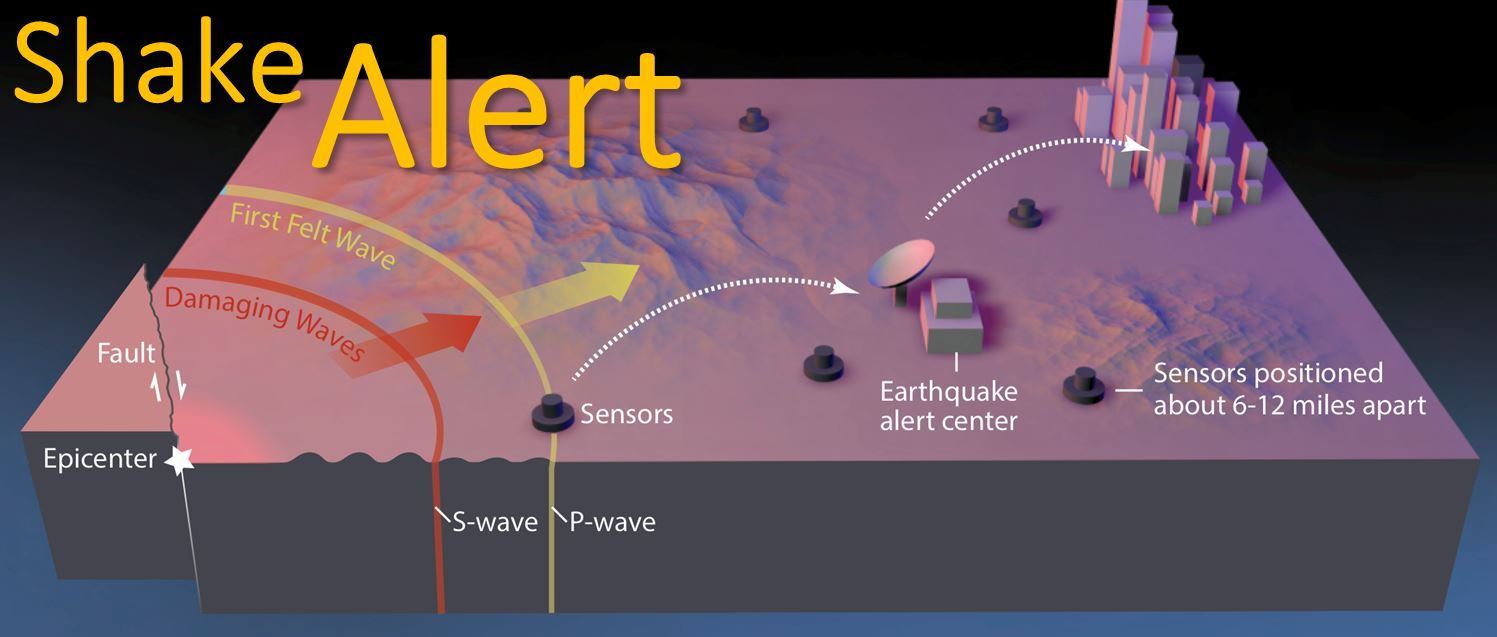 Shake
Alert
First Felt Wave
Damaging Waves
Fault
Epicenter
Sensors
Earthquake
alert center
Sensors positioned
about 6-12 miles apart
S-wave
P-wave